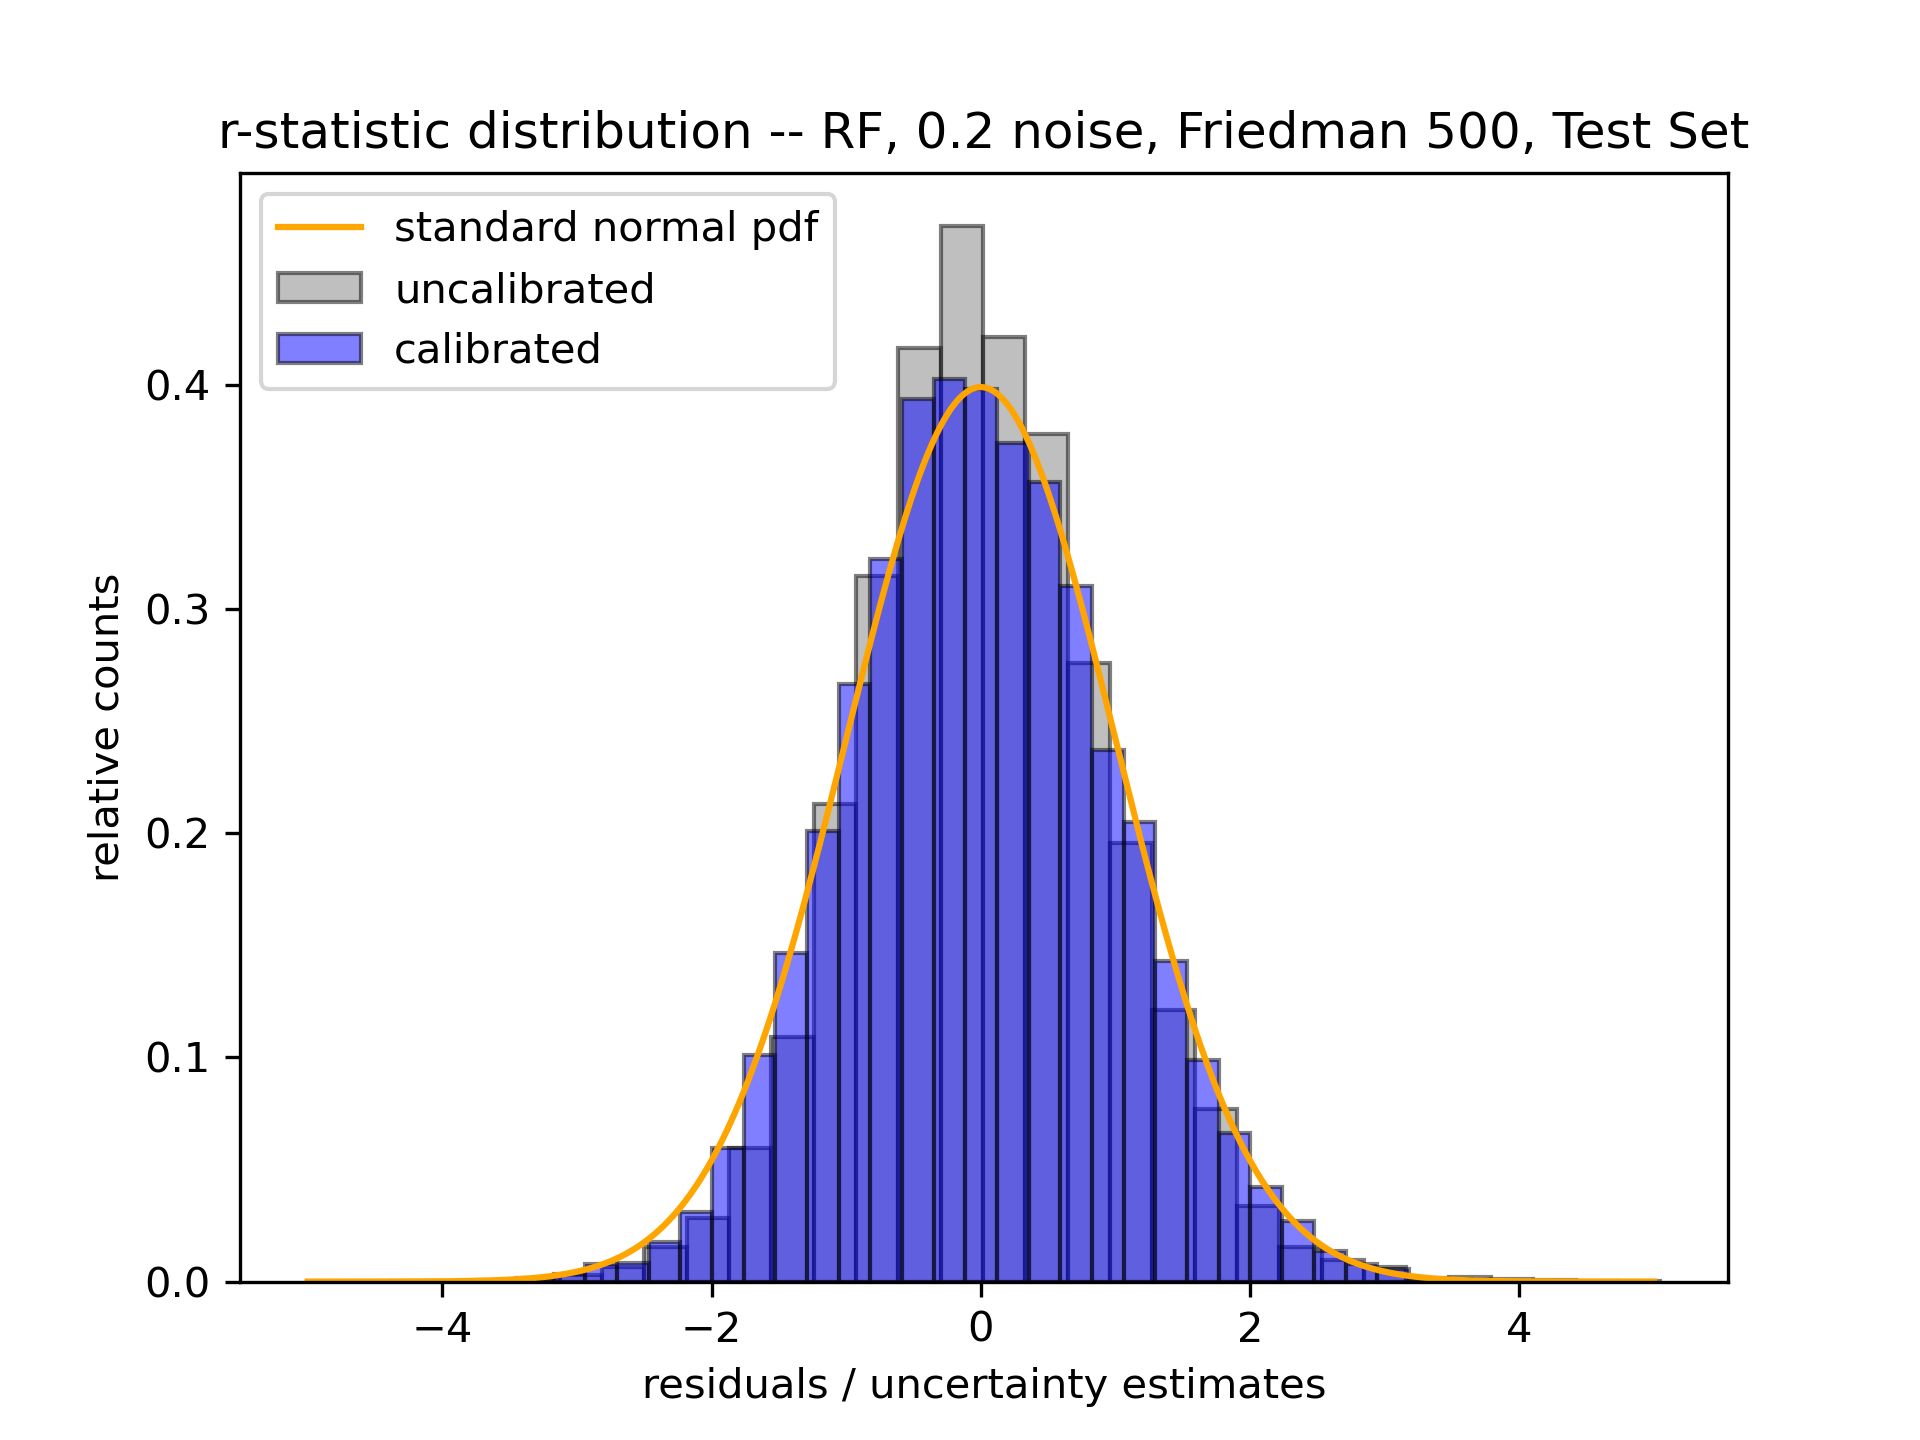 r-statistic distribution -- RF, 0.2 noise, Friedman 500, Test Set
standard normal pdf
uncalibrated
calibrated
relative counts
0.4
0.3
0.2
0.1
0.0
−4
−2
0
2
4
residuals / uncertainty estimates